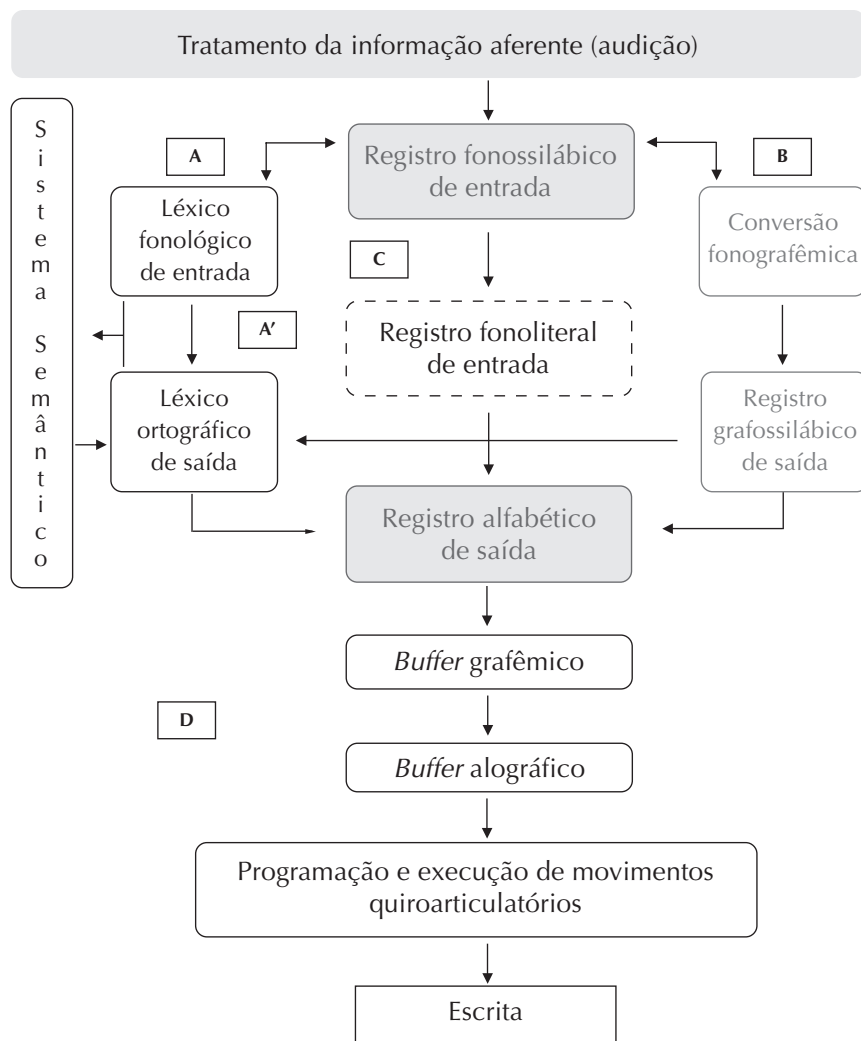 Tratamento da informação aferente (audição)
Sistema Semântico
A
Registro fonossilábico
de entrada
B
Léxico
fonológico
de entrada
C
Conversão
fonografêmica
A’
Registro fonoliteral
de entrada
Léxico
ortográfico
de saída
Registro
grafossilábico
de saída
Registro alfabético
de saída
Buffer grafêmico
D
Buffer alográfico
Programação e execução de movimentos
quiroarticulatórios
Escrita